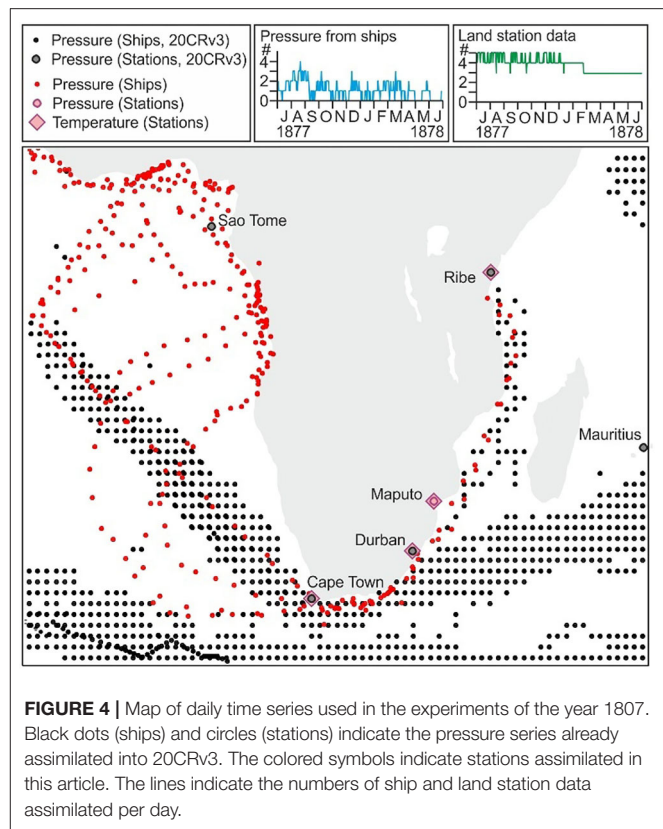 Pressure (Ships, 20CRv3)
Pressure (Stations, 20CRv3)
Pressure (Ships)
Pressure (Stations)
Temperature (Stations)
Pressure from ships
#
4
2
0
J A S O N D J F M A M J
1877 1878
Land station data
#
4
2
0
J A S O N D J F M A M J
1877 1878
Sao Tome
Ribe
Mauritius
Maputo
Durban
Cape Town
FIGURE 4 | Map of daily time series used in the experiments of the year 1807.
Black dots (ships) and circles (stations) indicate the pressure series already
assimilated into 20CRv3. The colored symbols indicate stations assimilated in
this article. The lines indicate the numbers of ship and land station data
assimilated per day.